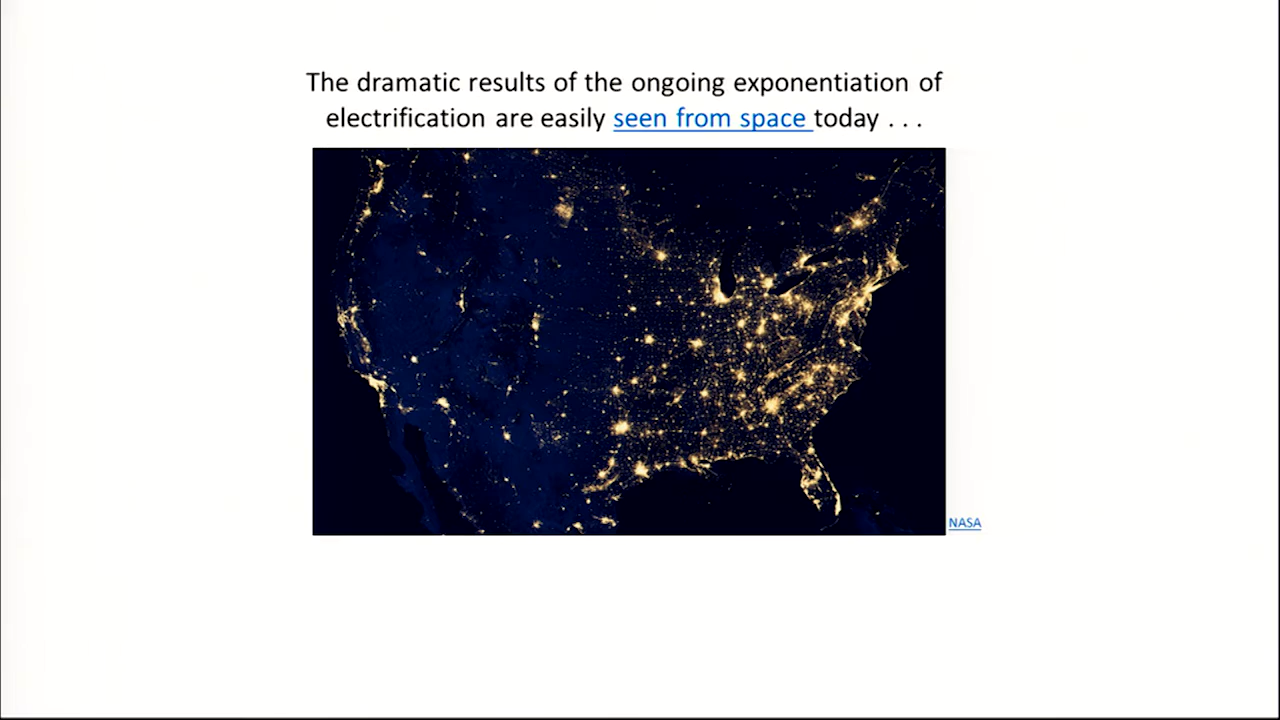 The dramatic results of the ongoing exponentiation of
electrification are easily seen from space today . . .
NASA